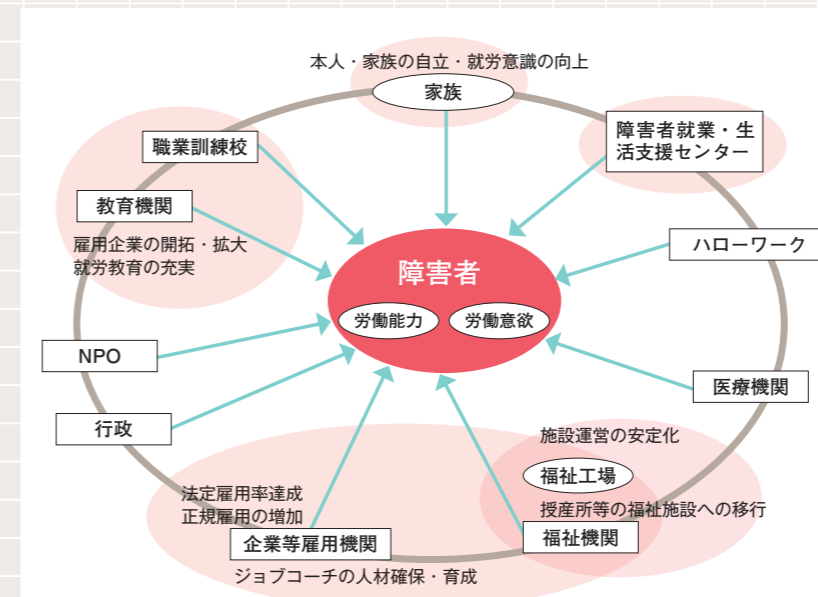 本人・家族の自立・就労意識の向上
家族
障害者就業・生
活支援センター
職業訓練校
教育機関
雇用企業の開拓・拡大
就労教育の充実
ハローワーク
障害者
労働能力
労働意欲
NPO
医療機関
行政
施設運営の安定化
福祉工場
授産所等の福祉施設への移行
福祉機関
法定雇用率達成
正規雇用の増加
企業等雇用機関
ジョブコーチの人材確保・育成